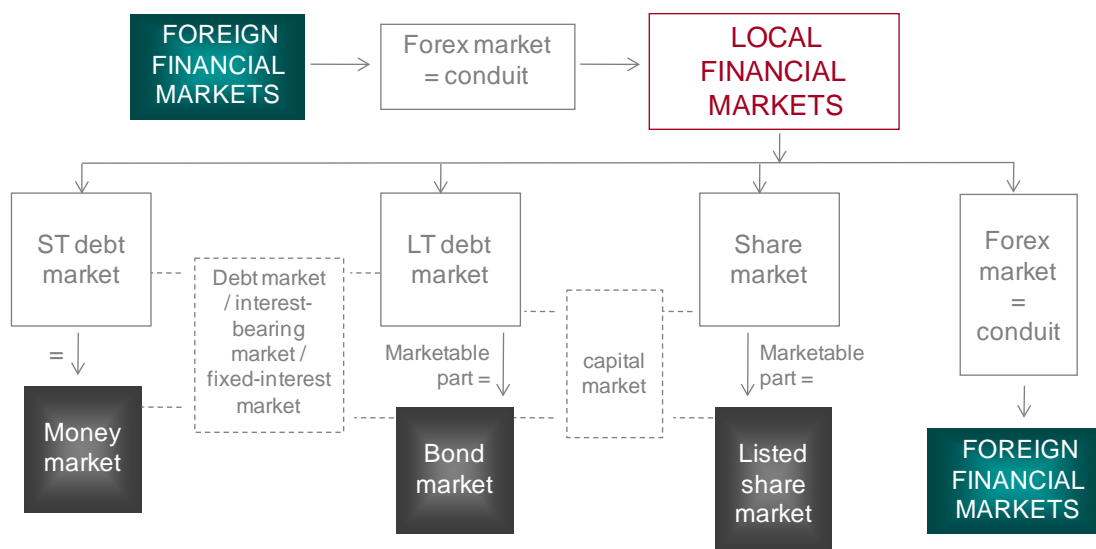 FOREIGN
FINANCIAL
MARKETS
Forex market
= conduit
LOCAL
FINANCIAL
MARKETS
ST debt
market
LT debt
market
Share
market
Forex
market
=
conduit
Debt market
/ interest-
bearing
market /
fixed-interest
market
capital
market
=
Marketable
part =
Marketable
part =
Money
market
Bond
market
Listed
share
market
FOREIGN
FINANCIAL
MARKETS